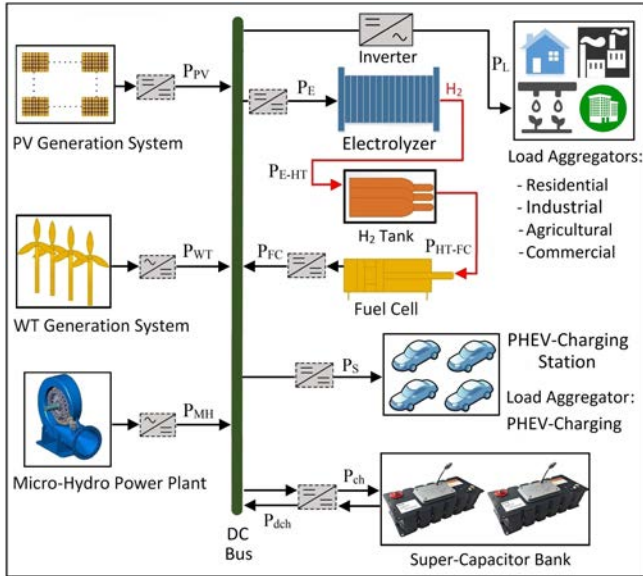 Inverter
P_PV
P_E
H₂
P_L
PV Generation System
Electrolyzer
Load Aggregators:
- Residential
- Industrial
- Agricultural
- Commercial
P_E-HT
H₂ Tank
P_HT-FC
P_WT
P_FC
WT Generation System
Fuel Cell
PHEV-Charging
Station
P_S
Load Aggregator:
PHEV-Charging
P_MH
Micro-Hydro Power Plant
P_ch
P_dch
DC
Bus
Super-Capacitor Bank